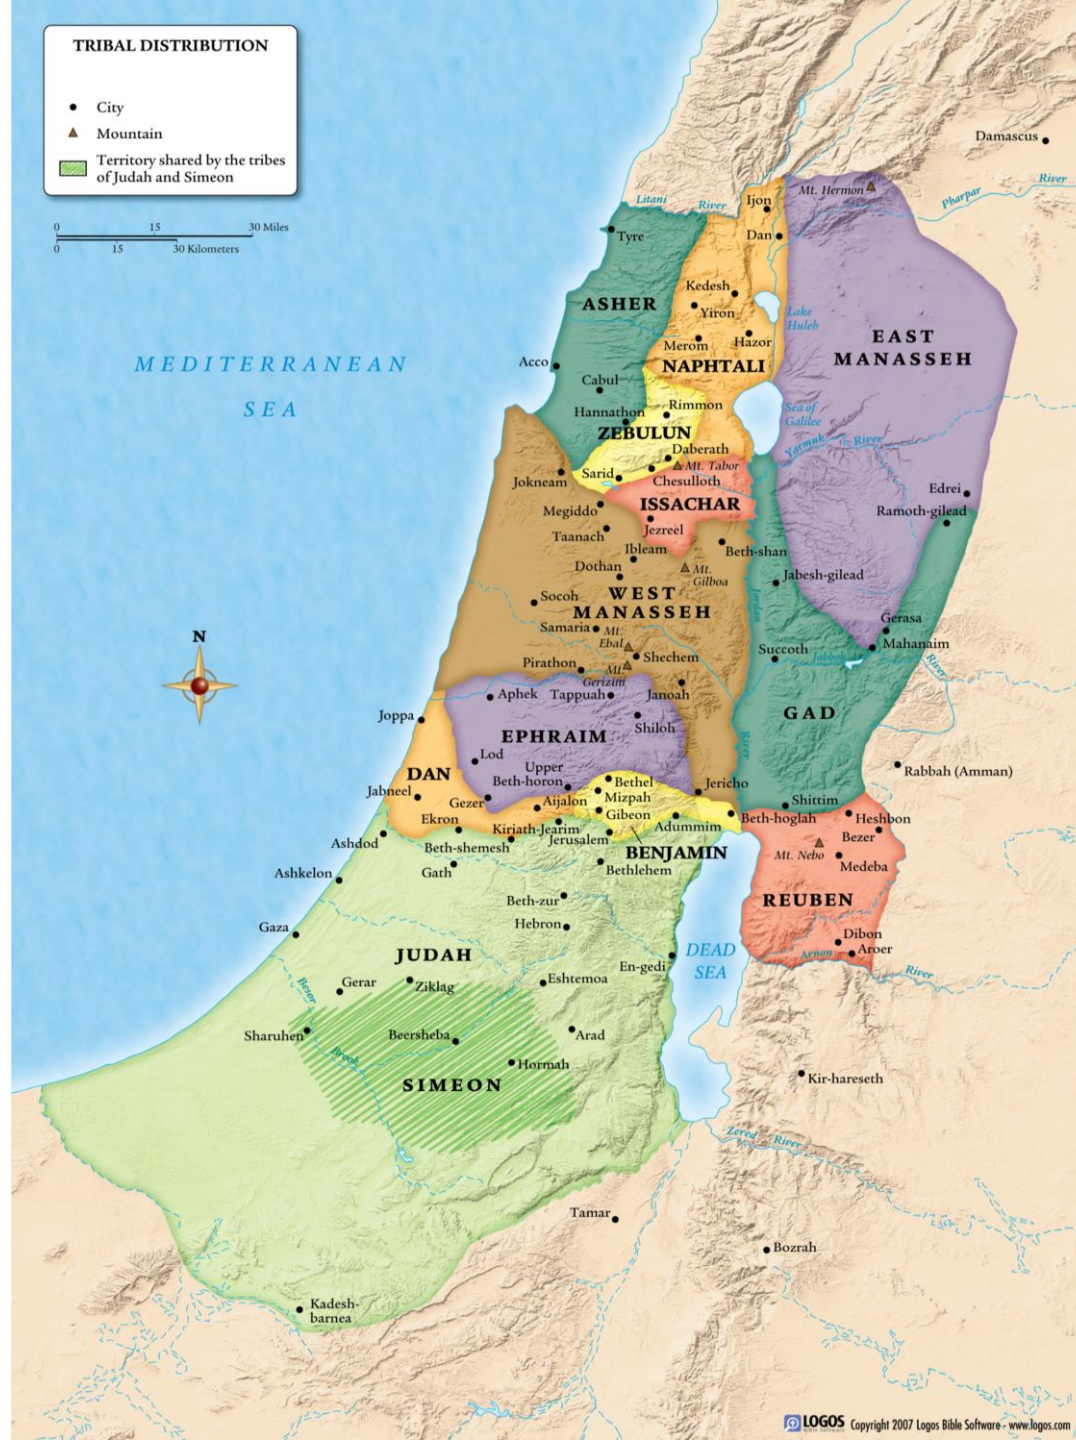 TRIBAL DISTRIBUTION
City
Mountain
Territory shared by the tribes
of Judah and Simeon
0 15 30 Miles
0 15 30 Kilometers
Damascus
Mt. Hermon
Pharpar River
Litani River
Ijon
Tyre
Dan
Kedesh
ASHER
Yiron
Lake
Huleh
EAST
MANASSEH
Merom
Hazor
NAPHTALI
MEDITERRANEAN
SEA
Acco
Cabul
Rimmon
Hannathon
Sea of
Galilee
ZEBULUN
Yarmuk River
Daberath
Mt. Tabor
Sarid
Chesulloth
Jokneam
Edrei
ISSACHAR
Megiddo
Ramoth-gilead
Jezreel
Taanach
Ibleam
Beth-shan
Dothan
Mt.
Gilboa
Jabesh-gilead
WEST
MANASSEH
Socoh
Jordan
Samaria
Mt.
Ebal
Gerasa
Mahanaim
Succoth
Jabbok
River
Shechem
Pirathon
Mt
Gerizim
Aphek
Tappuah
Janoah
GAD
Joppa
Shiloh
EPHRAIM
River
Lod
DAN
Upper
Beth-horon
Bethel
Jericho
Rabbah (Amman)
Jabneel
Gezer
Aijalon
Mizpah
Shittim
Gibeon
Ekron
Kiriath-Jearim
Adummim
Beth-hoglah
Heshbon
Ashdod
Beth-shemesh
Jerusalem
Bezer
BENJAMIN
Mt. Nebo
Medeba
Gath
Bethlehem
Ashkelon
REUBEN
Beth-zur
Hebron
Gaza
Dibon
Aroer
JUDAH
DEAD
SEA
Arnon River
En-gedi
Gerar
Ziklag
Eshtemoa
Besor
Brook
Sharuhen
Beersheba
Arad
Hormah
SIMEON
Kir-hareseth
Zered River
Tamar
Bozrah
Kadesh-
barnea
N
LOGOS Copyright 2007 Logos Bible Software - www.logos.com
Bible Software